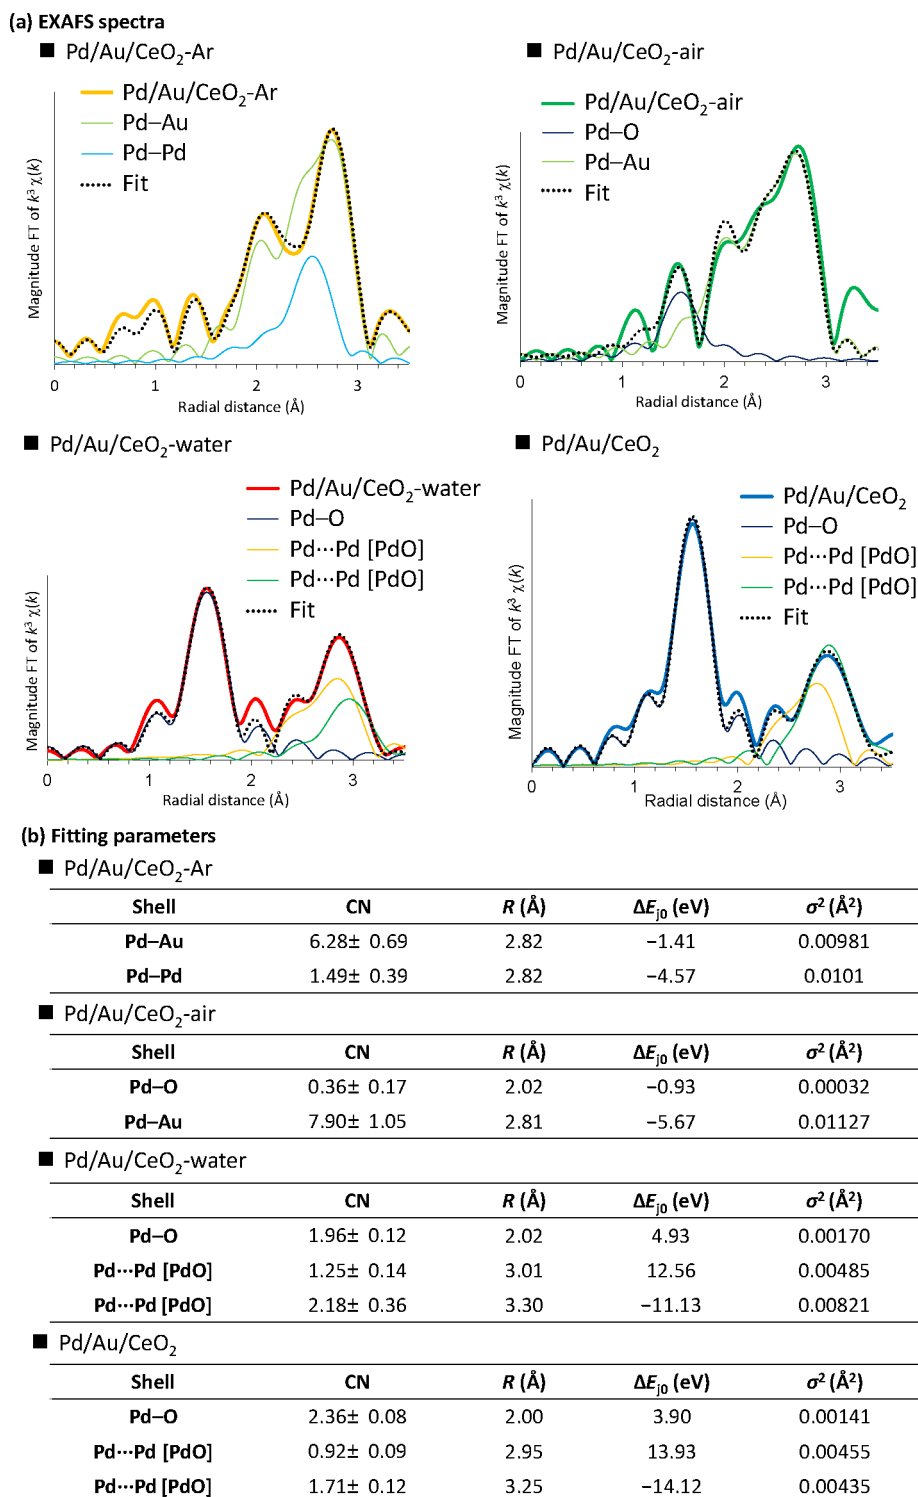 (a) EXAFS spectra
■ Pd/Au/CeO₂-Ar
Pd/Au/CeO₂-Ar
Pd–Au
Pd–Pd
Fit
Magnitude FT of k³ χ(k)
0 1 2 3
Radial distance (Å)
■ Pd/Au/CeO₂-air
Pd/Au/CeO₂-air
Pd–O
Pd–Au
Fit
Magnitude FT of k³ χ(k)
0 1 2 3
Radial distance (Å)
■ Pd/Au/CeO₂-water
Pd/Au/CeO₂-water
Pd–O
Pd···Pd [PdO]
Pd···Pd [PdO]
Fit
Magnitude FT of k³ χ(k)
0 1 2 3
Radial distance (Å)
■ Pd/Au/CeO₂
Pd/Au/CeO₂
Pd–O
Pd···Pd [PdO]
Pd···Pd [PdO]
Fit
Magnitude FT of k³ χ(k)
0 1 2 3
Radial distance (Å)
(b) Fitting parameters
■ Pd/Au/CeO₂-Ar
Shell CN R (Å) ΔEj0 (eV) σ² (Å²)
Pd–Au 6.28± 0.69 2.82 −1.41 0.00981
Pd–Pd 1.49± 0.39 2.82 −4.57 0.0101
■ Pd/Au/CeO₂-air
Shell CN R (Å) ΔEj0 (eV) σ² (Å²)
Pd–O 0.36± 0.17 2.02 −0.93 0.00032
Pd–Au 7.90± 1.05 2.81 −5.67 0.01127
■ Pd/Au/CeO₂-water
Shell CN R (Å) ΔEj0 (eV) σ² (Å²)
Pd–O 1.96± 0.12 2.02 4.93 0.00170
Pd···Pd [PdO] 1.25± 0.14 3.01 12.56 0.00485
Pd···Pd [PdO] 2.18± 0.36 3.30 −11.13 0.00821
■ Pd/Au/CeO₂
Shell CN R (Å) ΔEj0 (eV) σ² (Å²)
Pd–O 2.36± 0.08 2.00 3.90 0.00141
Pd···Pd [PdO] 0.92± 0.09 2.95 13.93 0.00455
Pd···Pd [PdO] 1.71± 0.12 3.25 −14.12 0.00435